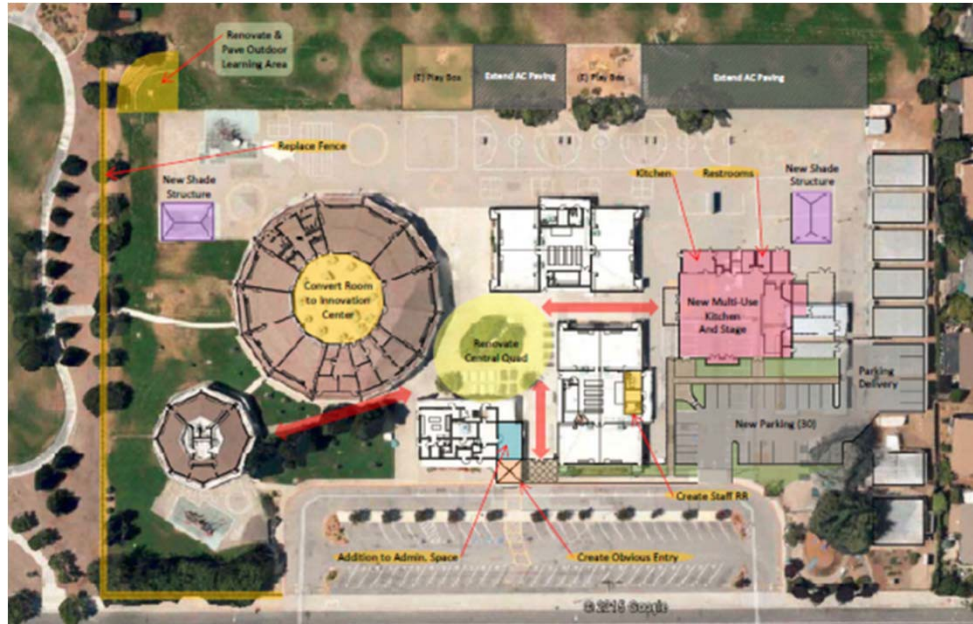 Renovate &
Pave Outdoor
Learning Area
(E) Play Box
Extend AC Paving
(E) Play Box
Extend AC Paving
Replace Fence
New Shade
Structure
Kitchen
Restrooms
New Shade
Structure
Convert Room
to Innovation
Center
New Multi-Use
Kitchen
And Stage
Renovate
Central Quad
Parking
Delivery
New Parking (30)
Create Staff RR
Addition to Admin. Space
Create Obvious Entry
© 2015 Google